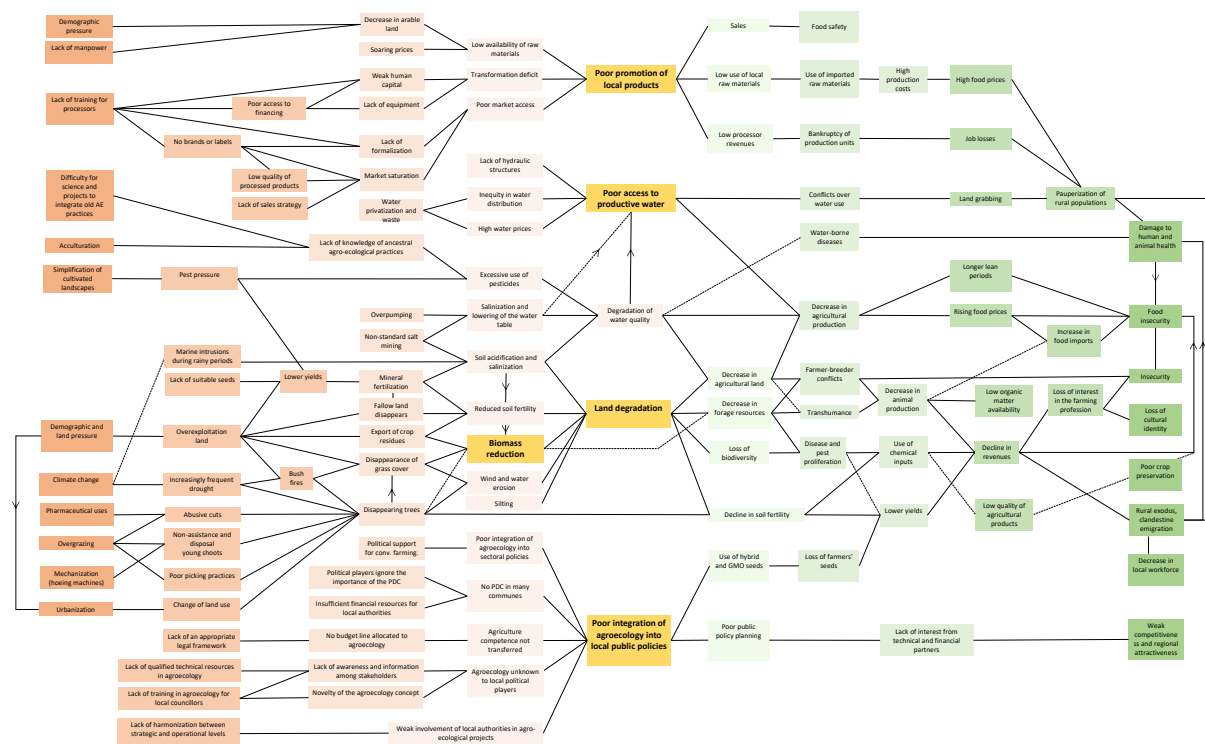 Demographic
pressure
Lack of manpower
Decrease in arable
land
Soaring prices
Low availability of raw
materials
Lack of training for
processors
Poor access to
financing
Weak human
capital
Lack of equipment
Transformation deficit
Poor market access
No brands or labels
Lack of
formalization
Low quality of
processed products
Market saturation
Lack of sales strategy
Poor promotion of
local products
Sales
Food safety
Low use of local
raw materials
Use of imported
raw materials
High
production
costs
High food prices
Low processor
revenues
Bankruptcy of
production units
Job losses
Difficulty for
science and
projects to
integrate old AE
practices
Acculturation
Simplification of
cultivated
landscapes
Water
privatization and
waste
Lack of knowledge of ancestral
agro-ecological practices
Pest pressure
Lack of hydraulic
structures
Inequity in water
distribution
High water prices
Poor access to
productive water
Conflicts over
water use
Land grabbing
Pauperization of
rural populations
Water-borne
diseases
Damage to
human and
animal health
Excessive use of
pesticides
Overpumping
Non-standard salt
mining
Salinization and
lowering of the water
table
Degradation of
water quality
Decrease in
agricultural
production
Longer lean
periods
Rising food prices
Increase in
food imports
Food
insecurity
Marine intrusions
during rainy periods
Lack of suitable seeds
Lower yields
Soil acidification and
salinization
Mineral
fertilization
Fallow land
disappears
Export of crop
residues
Reduced soil fertility
Biomass
reduction
Land degradation
Decrease in
agricultural land
Decrease in
forage resources
Loss of
biodiversity
Farmer-breeder
conflicts
Transhumance
Decrease in
animal
production
Low organic
matter
availability
Loss of interest
in the farming
profession
Insecurity
Loss of
cultural
identity
Demographic and
land pressure
Overexploitation
land
Climate change
Increasingly frequent
drought
Bush
fires
Disappearance of
grass cover
Wind and water
erosion
Silting
Disease and
pest
proliferation
Use of
chemical
inputs
Decline in
revenues
Poor crop
preservation
Pharmaceutical uses
Abusive cuts
Disappearing trees
Decline in soil fertility
Lower yields
Low quality of
agricultural
products
Rural exodus,
clandestine
emigration
Decrease in
local workforce
Overgrazing
Non-assistance and
disposal
young shoots
Mechanization
(hoeing machines)
Poor picking practices
Urbanization
Change of land use
Political support
for conv. farming.
Poor integration of
agroecology into
sectoral policies
Use of hybrid
and GMO seeds
Loss of farmers'
seeds
Political players ignore the
importance of the PDC
Insufficient financial resources for
local authorities
No PDC in many
communes
Lack of an appropriate
legal framework
No budget line allocated to
agroecology
Agriculture
competence not
transferred
Poor integration of
agroecology into
local public policies
Poor public
policy planning
Lack of interest from
technical and financial
partners
Weak
competitivene
ss and regional
attractiveness
Lack of qualified technical resources
in agroecology
Lack of awareness and information
among stakeholders
Agroecology unknown
to local political
players
Lack of training in agroecology for
local councillors
Novelty of the agroecology concept
Lack of harmonization between
strategic and operational levels
Weak involvement of local authorities in agro-
ecological projects